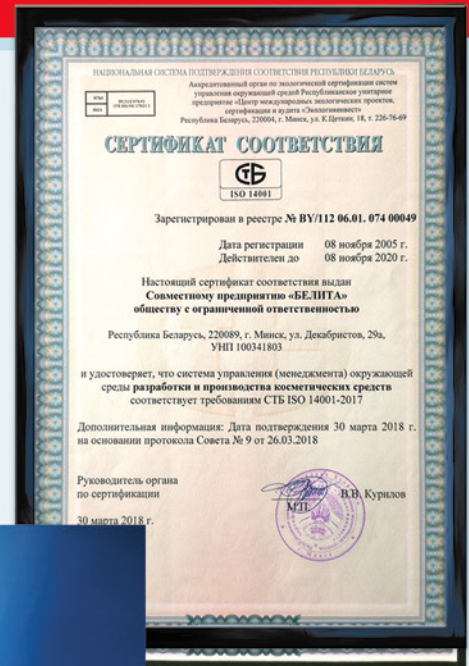 НАЦИОНАЛЬНАЯ СИСТЕМА ПОДТВЕРЖДЕНИЯ СООТВЕТСТВИЯ РЕСПУБЛИКИ БЕЛАРУСЬ
Аккредитованный орган по экологической сертификации систем
управления окружающей средой Республиканское унитарное
предприятие «Центр международных экологических проектов,
сертификации и аудита «Экологияинвест»
Республика Беларусь, 220004, г. Минск, ул. К.Цеткин, 18, т. 226-76-69
СЕРТИФИКАТ СООТВЕТСТВИЯ
СТБ
ISO 14001
Зарегистрирован в реестре № BY/112 06.01. 074 00049
Дата регистрации 08 ноября 2005 г.
Действителен до 08 ноября 2020 г.
Настоящий сертификат соответствия выдан
Совместному предприятию «БЕЛИТА»
обществу с ограниченной ответственностью
Республика Беларусь, 220089, г. Минск, ул. Декабристов, 29а,
УНП 100341803
и удостоверяет, что система управления (менеджмента) окружающей
среды разработки и производства косметических средств
соответствует требованиям СТБ ISO 14001-2017
Дополнительная информация: Дата подтверждения 30 марта 2018 г.
на основании протокола Совета № 9 от 26.03.2018
Руководитель органа
по сертификации
В.В. Курилов
М.П.
30 марта 2018 г.